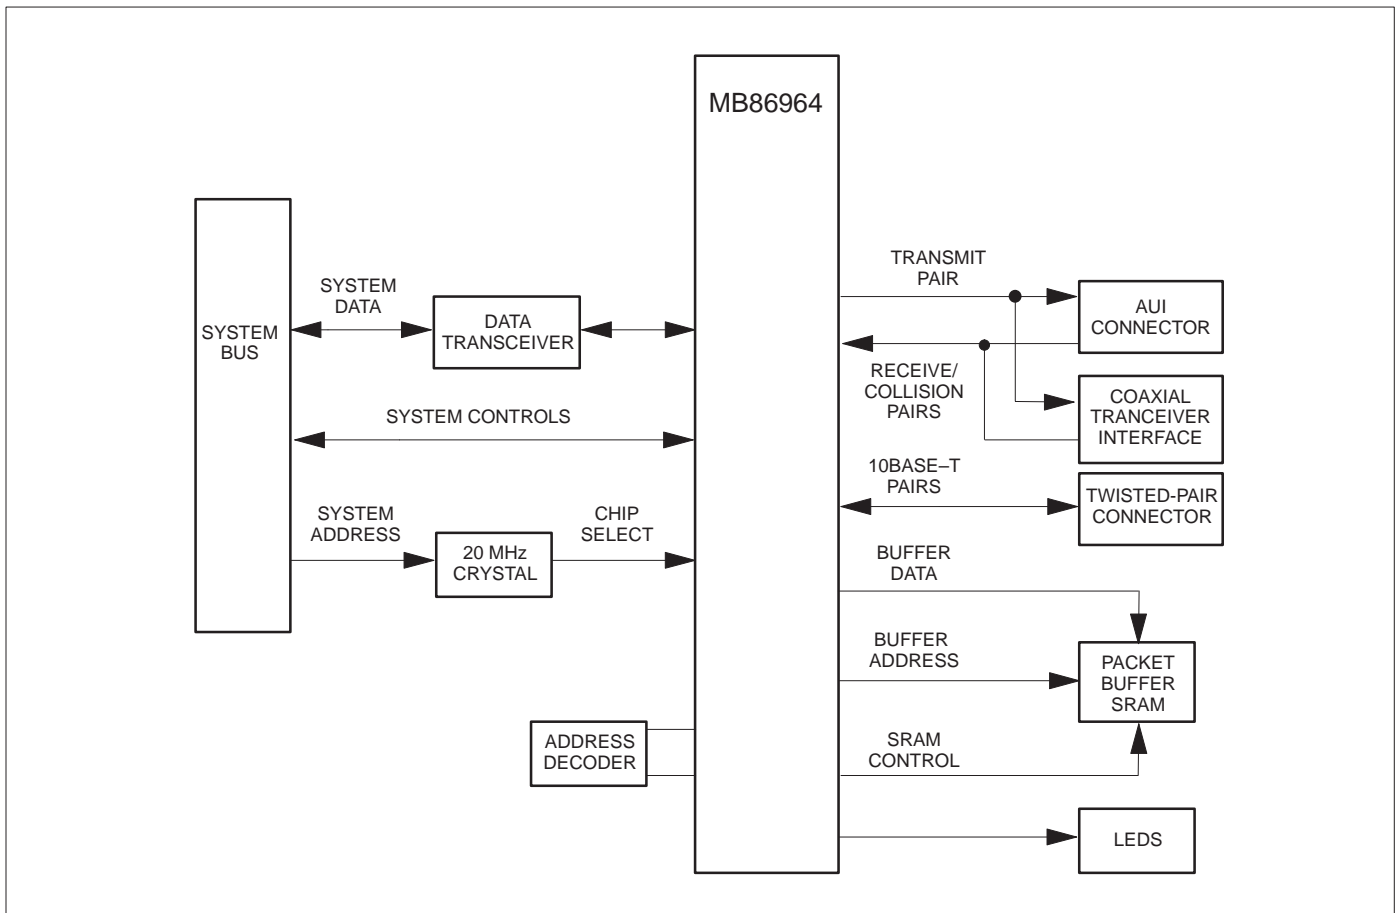 MB86964
SYSTEM
BUS
SYSTEM
DATA
DATA
TRANSCEIVER
SYSTEM CONTROLS
SYSTEM
ADDRESS
20 MHz
CRYSTAL
CHIP
SELECT
ADDRESS
DECODER
TRANSMIT
PAIR
AUI
CONNECTOR
RECEIVE/
COLLISION
PAIRS
COAXIAL
TRANCEIVER
INTERFACE
10BASE–T
PAIRS
TWISTED-PAIR
CONNECTOR
BUFFER
DATA
BUFFER
ADDRESS
PACKET
BUFFER
SRAM
SRAM
CONTROL
LEDS